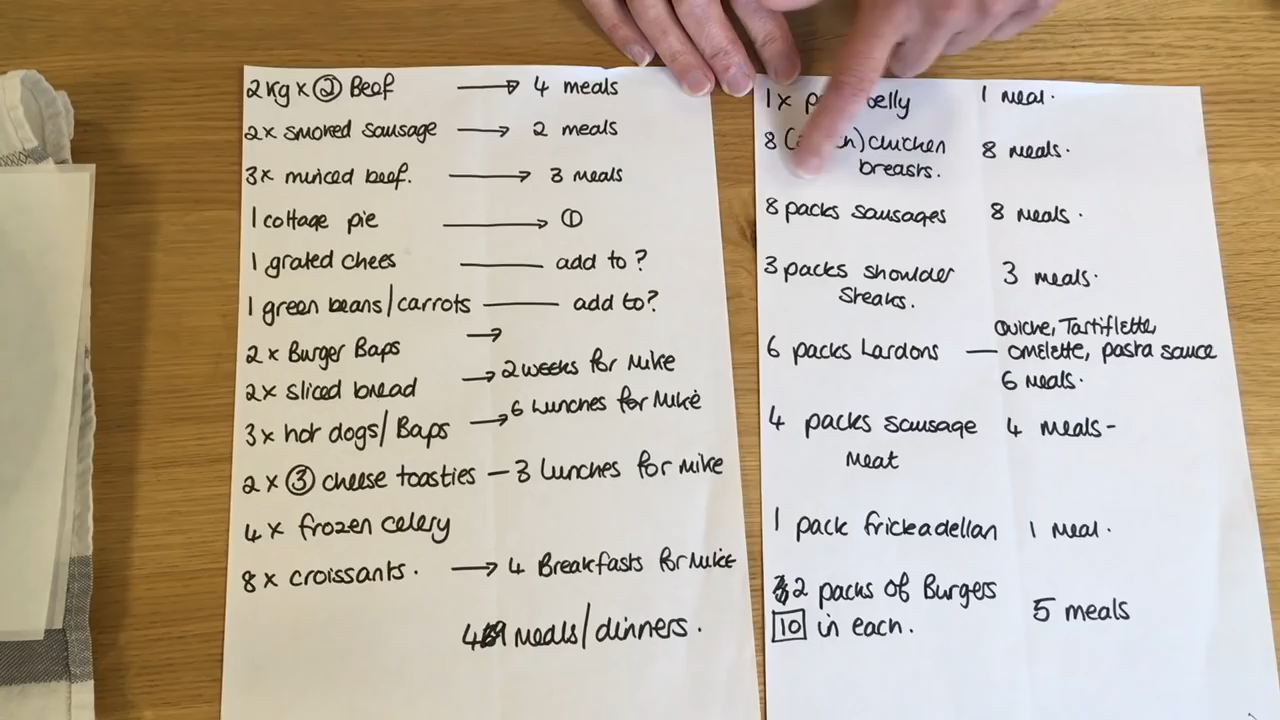 2kg x ② Beef → 4 meals
2x smoked sausage → 2 meals
3x minced beef. → 3 meals
1 cottage pie → ①
1 grated chees — add to ?
1 green beans/carrots — add to?
2 x Burger Baps →
2x sliced bread → 2 weeks for Mike
3x hot dogs/Baps → 6 Lunches for Mike
2 x ③ cheese toasties – 3 Lunches for Mike
4 x frozen celery
8 x croissants. → 4 Breakfasts for Mike
meals/dinners.
1x belly 1 meal.
8 chicken
breasts. 8 meals.
8 packs sausages 8 meals.
3 packs shoulder
steaks. 3 meals.
6 packs Lardons — Quiche, Tartiflette,
omelette, pasta sauce
6 meals.
4 packs sausage
meat 4 meals-
1 pack frickadellan 1 meal.
2 packs of Burgers
10 in each. 5 meals